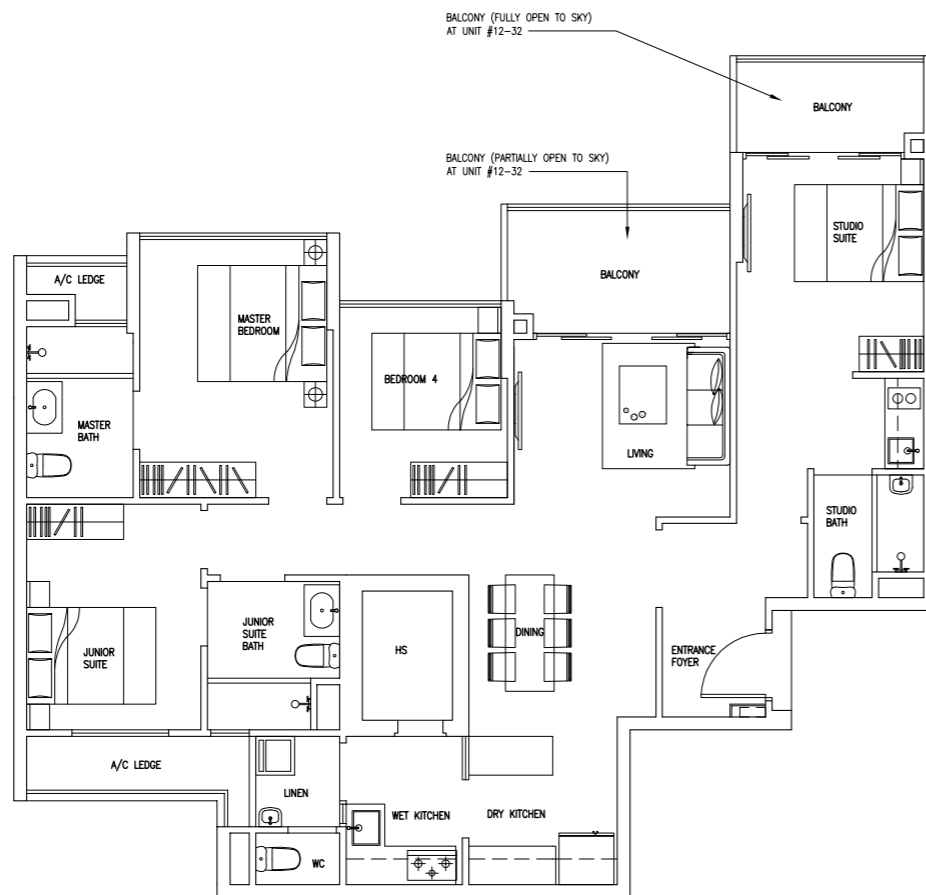 BALCONY (FULLY OPEN TO SKY)
AT UNIT #12-32
BALCONY
BALCONY (PARTIALLY OPEN TO SKY)
AT UNIT #12-32
STUDIO
SUITE
BALCONY
A/C LEDGE
MASTER
BEDROOM
BEDROOM 4
MASTER
BATH
LIVING
STUDIO
BATH
JUNIOR
SUITE
BATH
DINING
JUNIOR
SUITE
HS
ENTRANCE
FOYER
A/C LEDGE
LINEN
WET KITCHEN
DRY KITCHEN
WC